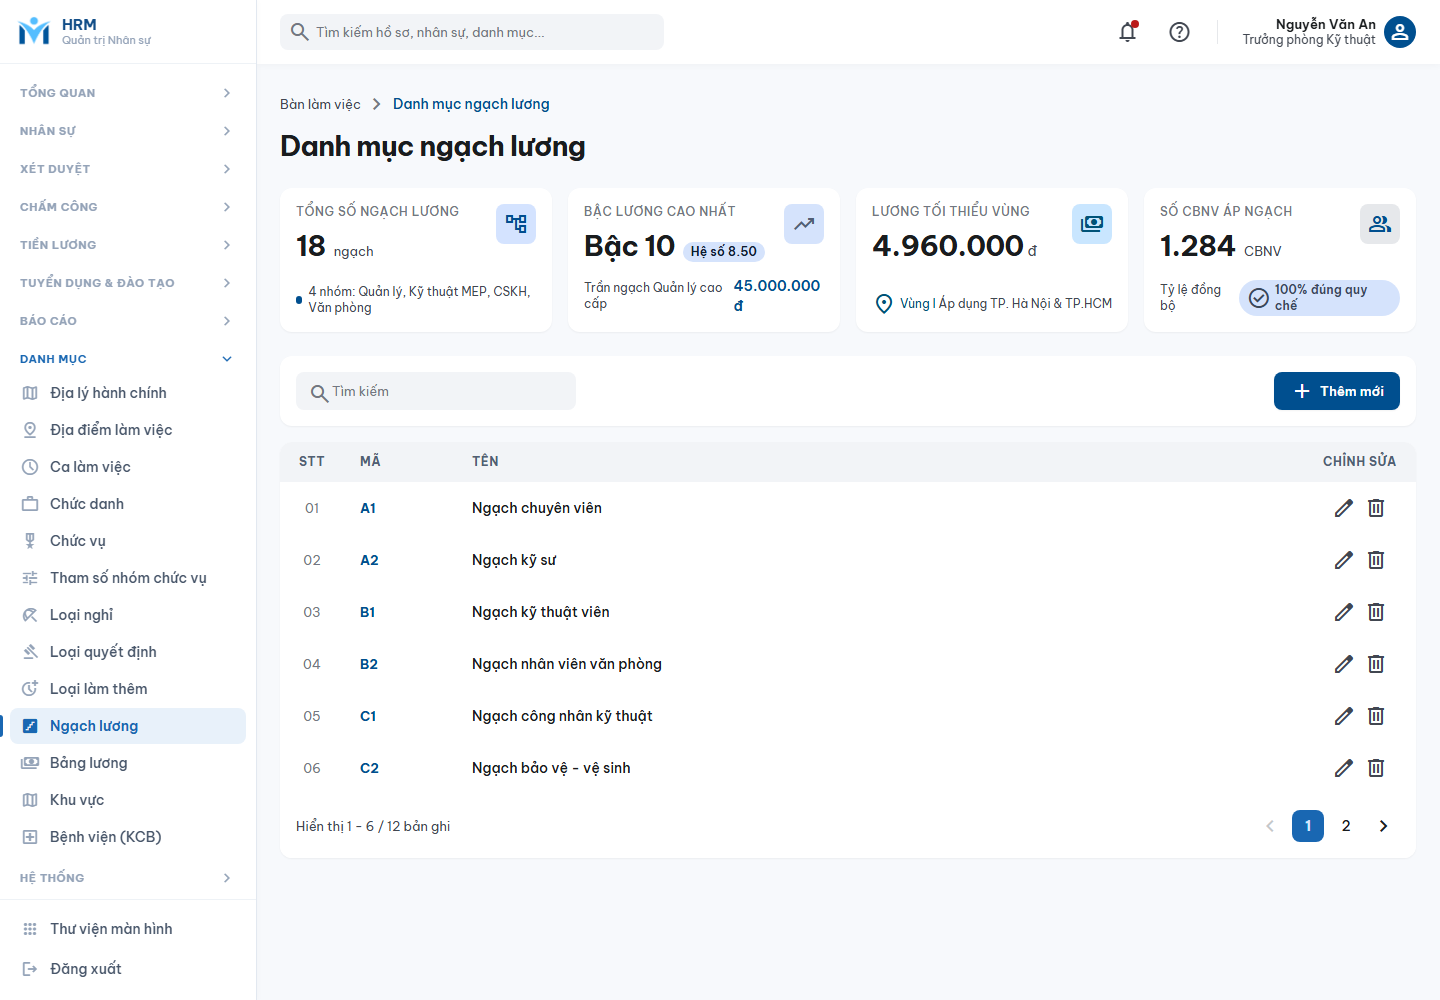 HRM
Quản trị Nhân sự
TỔNG QUAN
NHÂN SỰ
XÉT DUYỆT
CHẤM CÔNG
TIỀN LƯƠNG
TUYỂN DỤNG & ĐÀO TẠO
BÁO CÁO
DANH MỤC
Địa lý hành chính
Địa điểm làm việc
Ca làm việc
Chức danh
Chức vụ
Tham số nhóm chức vụ
Loại nghỉ
Loại quyết định
Loại làm thêm
Ngạch lương
Bảng lương
Khu vực
Bệnh viện (KCB)
HỆ THỐNG
Thư viện màn hình
Đăng xuất
Tìm kiếm hồ sơ, nhân sự, danh mục...
Nguyễn Văn An
Trưởng phòng Kỹ thuật
Bàn làm việc
Danh mục ngạch lương
Danh mục ngạch lương
TỔNG SỐ NGẠCH LƯƠNG
18 ngạch
4 nhóm: Quản lý, Kỹ thuật MEP, CSKH,
Văn phòng
BẬC LƯƠNG CAO NHẤT
Bậc 10 Hệ số 8.50
Trần ngạch Quản lý cao
cấp
45.000.000
đ
LƯƠNG TỐI THIỂU VÙNG
4.960.000 đ
Vùng I Áp dụng TP. Hà Nội & TP.HCM
SỐ CBNV ÁP NGẠCH
1.284 CBNV
Tỷ lệ đồng
bộ
100% đúng quy
chế
Tìm kiếm
Thêm mới
STT MÃ TÊN CHỈNH SỬA
01 A1 Ngạch chuyên viên
02 A2 Ngạch kỹ sư
03 B1 Ngạch kỹ thuật viên
04 B2 Ngạch nhân viên văn phòng
05 C1 Ngạch công nhân kỹ thuật
06 C2 Ngạch bảo vệ - vệ sinh
Hiển thị 1 - 6 / 12 bản ghi
1 2